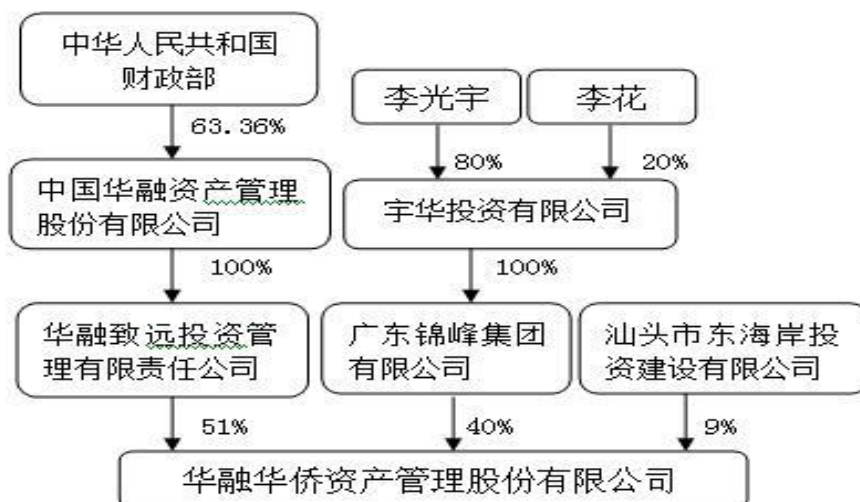 中华人民共和国
财政部
李光宇
李花
63.36%
80%
20%
中国华融资产管理
股份有限公司
宇华投资有限公司
100%
100%
华融致远投资管
理有限责任公司
广东锦峰集团
有限公司
汕头市东海岸投
资建设有限公司
51%
40%
9%
华融华侨资产管理股份有限公司